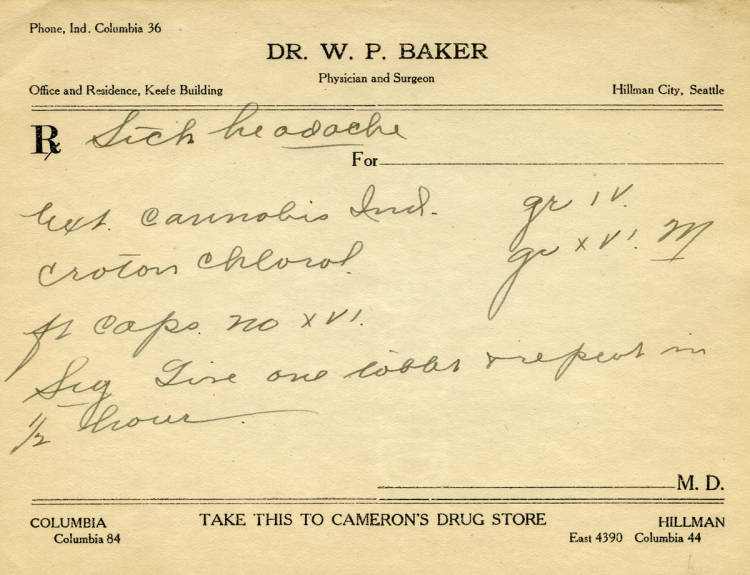 Phone, Ind. Columbia 36
DR. W. P. BAKER
Physician and Surgeon
Office and Residence, Keefe Building Hillman City, Seattle
℞ Sick headache
For
Ext. Cannabis Ind. gr IV.
Croton Chloral. gr XVI. M
ft caps. no XVI.
Sig Give one & repeat in
1/2 hour
M. D.
COLUMBIA TAKE THIS TO CAMERON'S DRUG STORE HILLMAN
Columbia 84 East 4390 Columbia 44